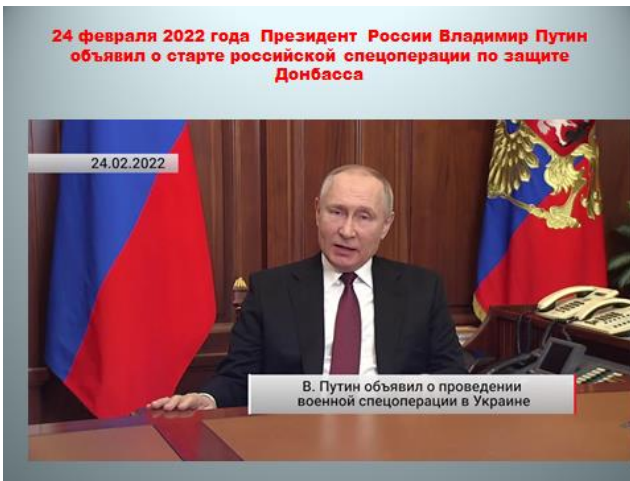 24 февраля 2022 года Президент России Владимир Путин
объявил о старте российской спецоперации по защите
Донбасса
24.02.2022
В. Путин объявил о проведении
военной спецоперации в Украине